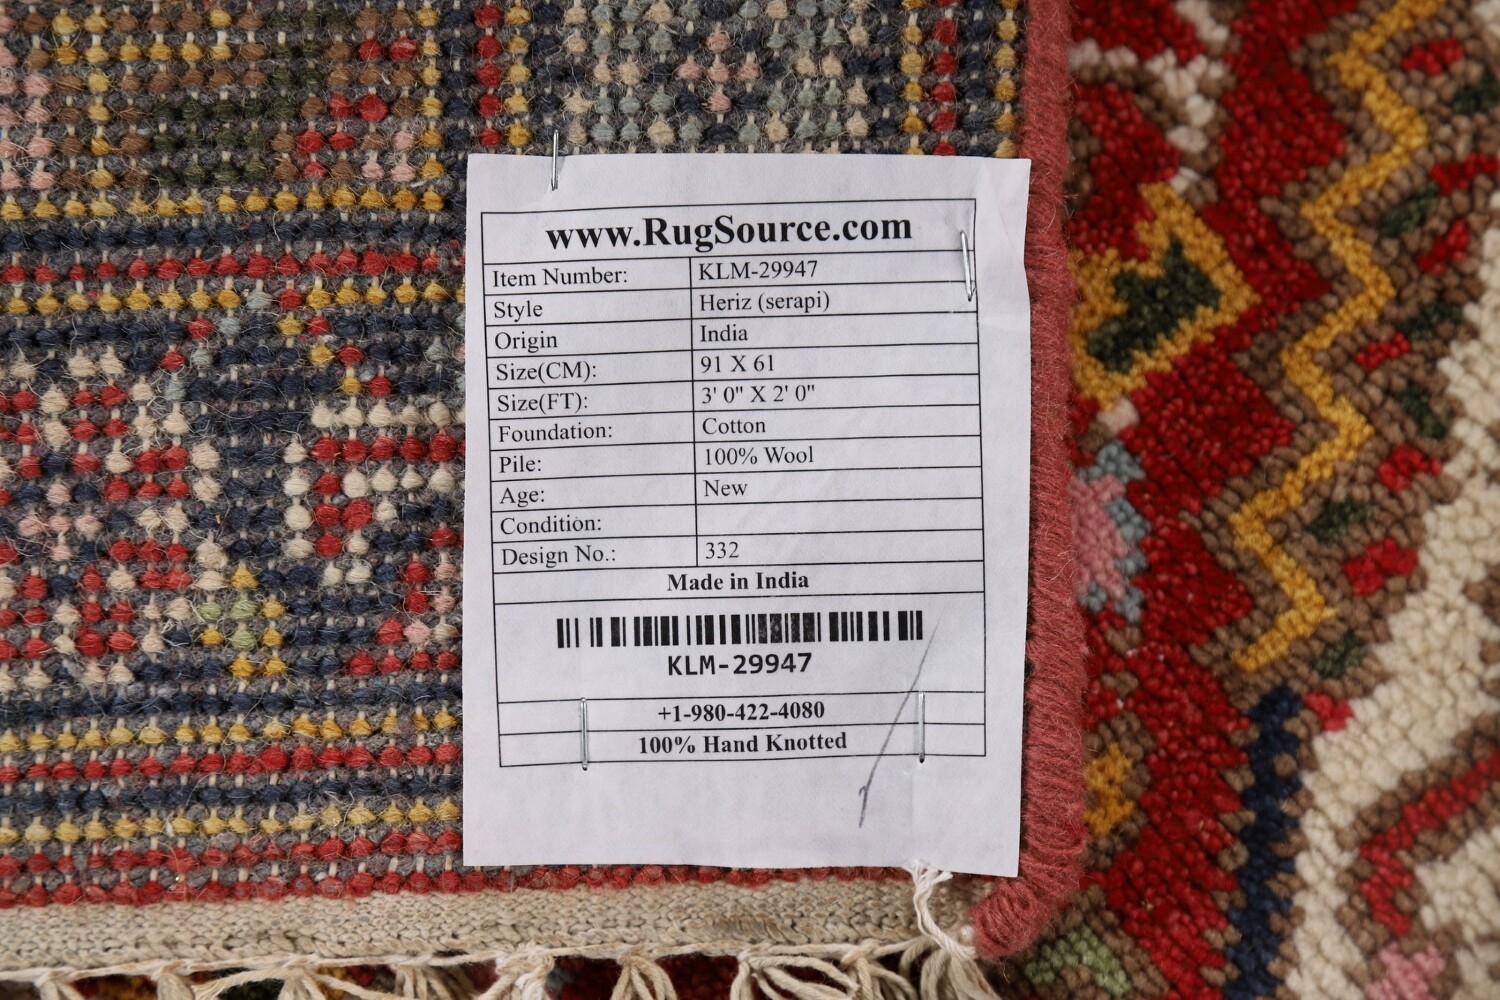 www.RugSource.com
Item Number: KLM-29947
Style Heriz (serapi)
Origin India
Size(CM): 91 X 61
Size(FT): 3' 0" X 2' 0"
Foundation: Cotton
Pile: 100% Wool
Age: New
Condition:
Design No.: 332
Made in India
KLM-29947
+1-980-422-4080
100% Hand Knotted